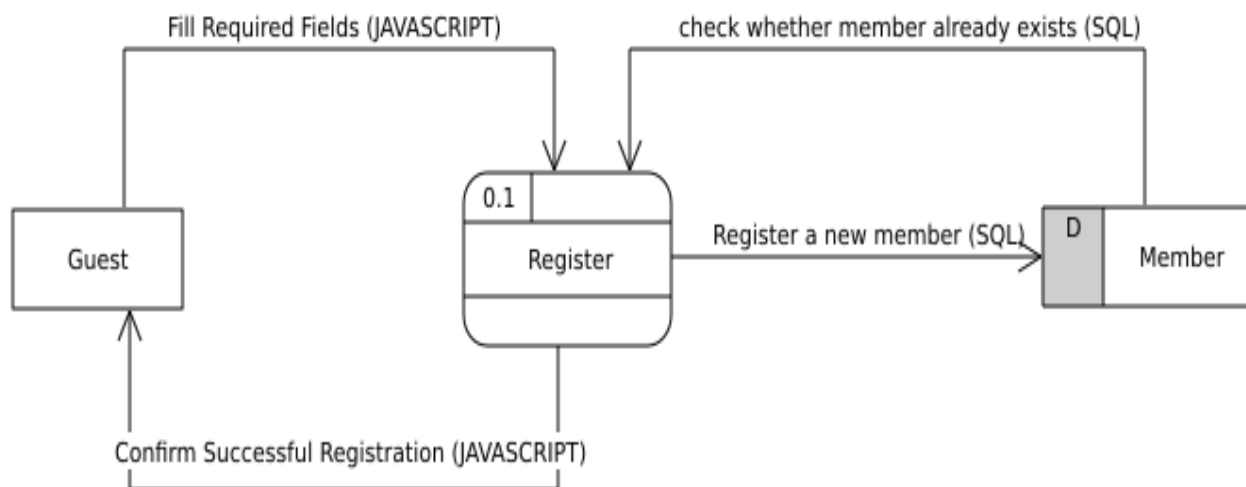 Fill Required Fields (JAVASCRIPT)
check whether member already exists (SQL)
0.1
Register a new member (SQL)
D
Guest
Register
Member
Confirm Successful Registration (JAVASCRIPT)